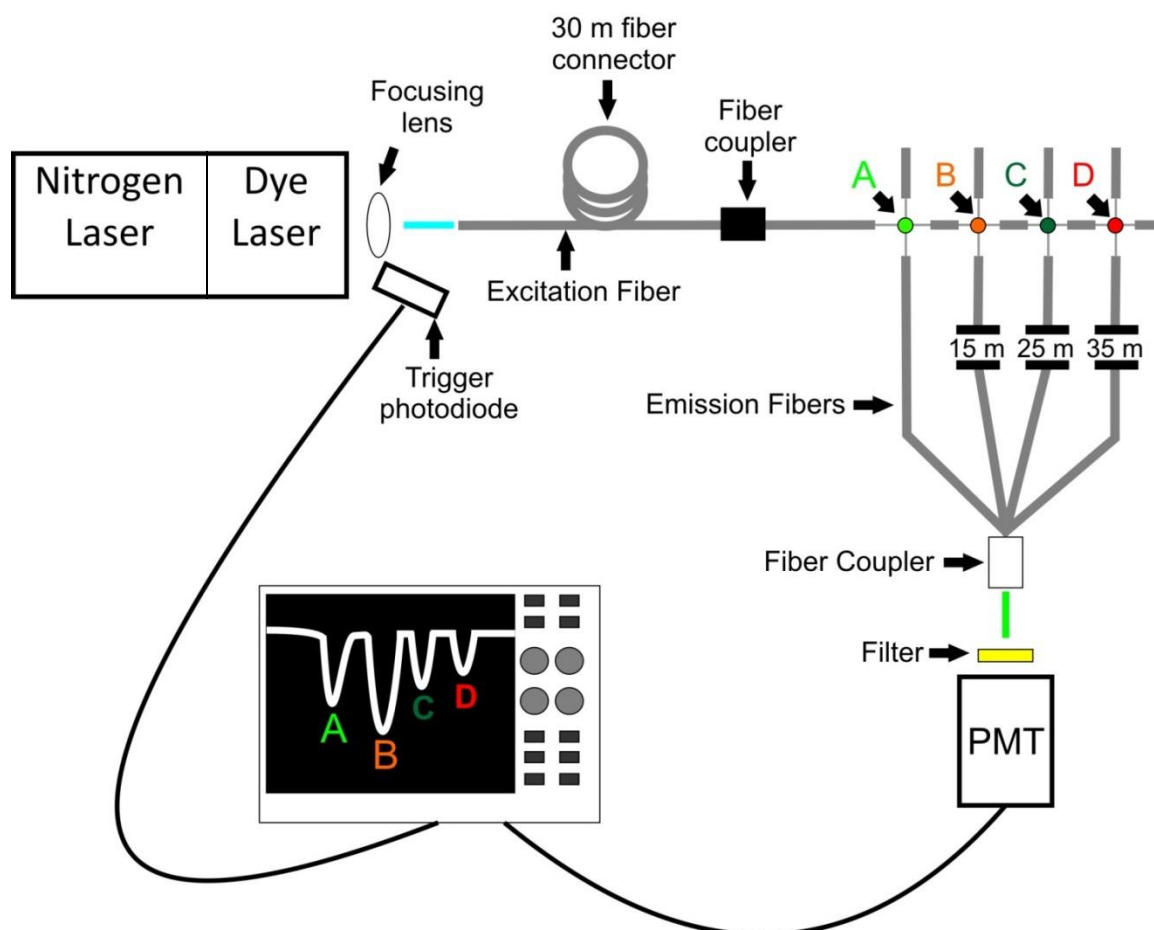 30 m fiber
connector
Focusing
lens
Fiber
coupler
Nitrogen
Laser
Dye
Laser
A
B
C
D
Excitation Fiber
Trigger
photodiode
15 m
25 m
35 m
Emission Fibers
Fiber Coupler
Filter
A
B
C
D
PMT